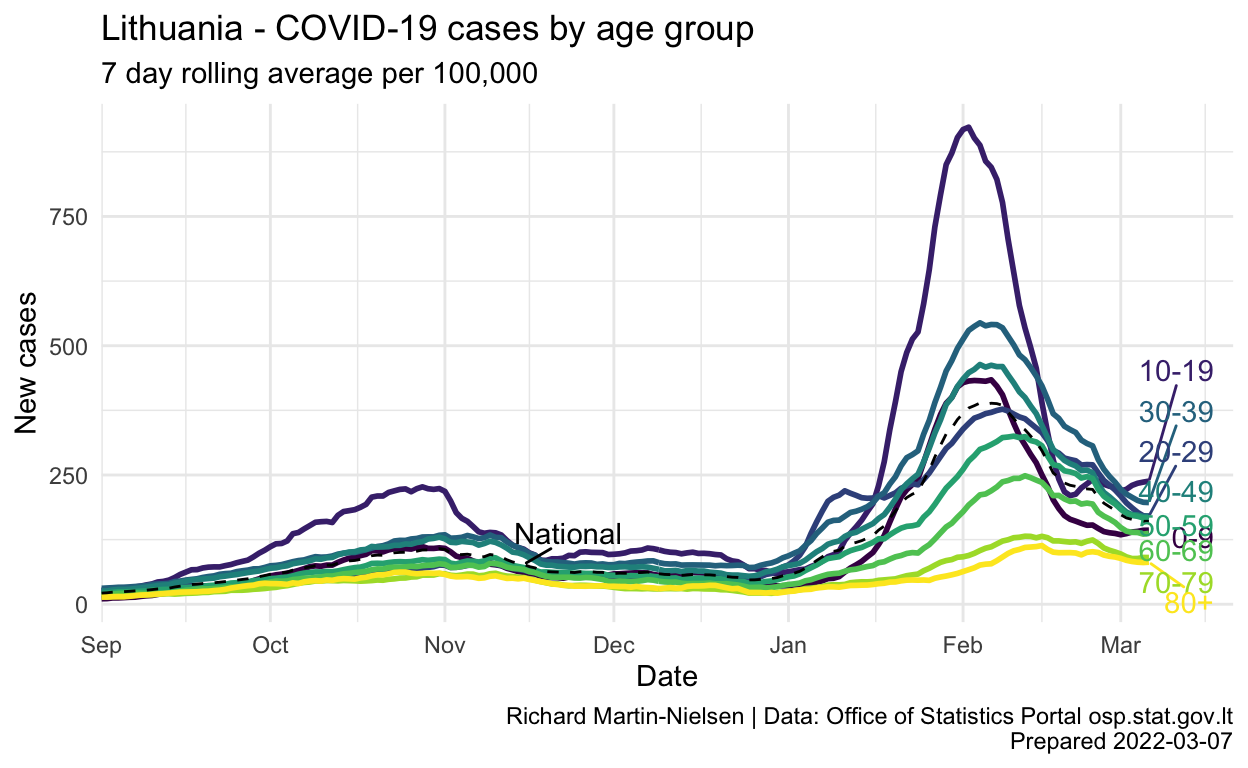 Lithuania - COVID-19 cases by age group
7 day rolling average per 100,000
New cases
750
500
250
0
10-19
30-39
20-29
40-49
50-59
0-9
60-69
70-79
80+
National
Sep Oct Nov Dec Jan Feb Mar
Date
Richard Martin-Nielsen | Data: Office of Statistics Portal osp.stat.gov.lt
Prepared 2022-03-07